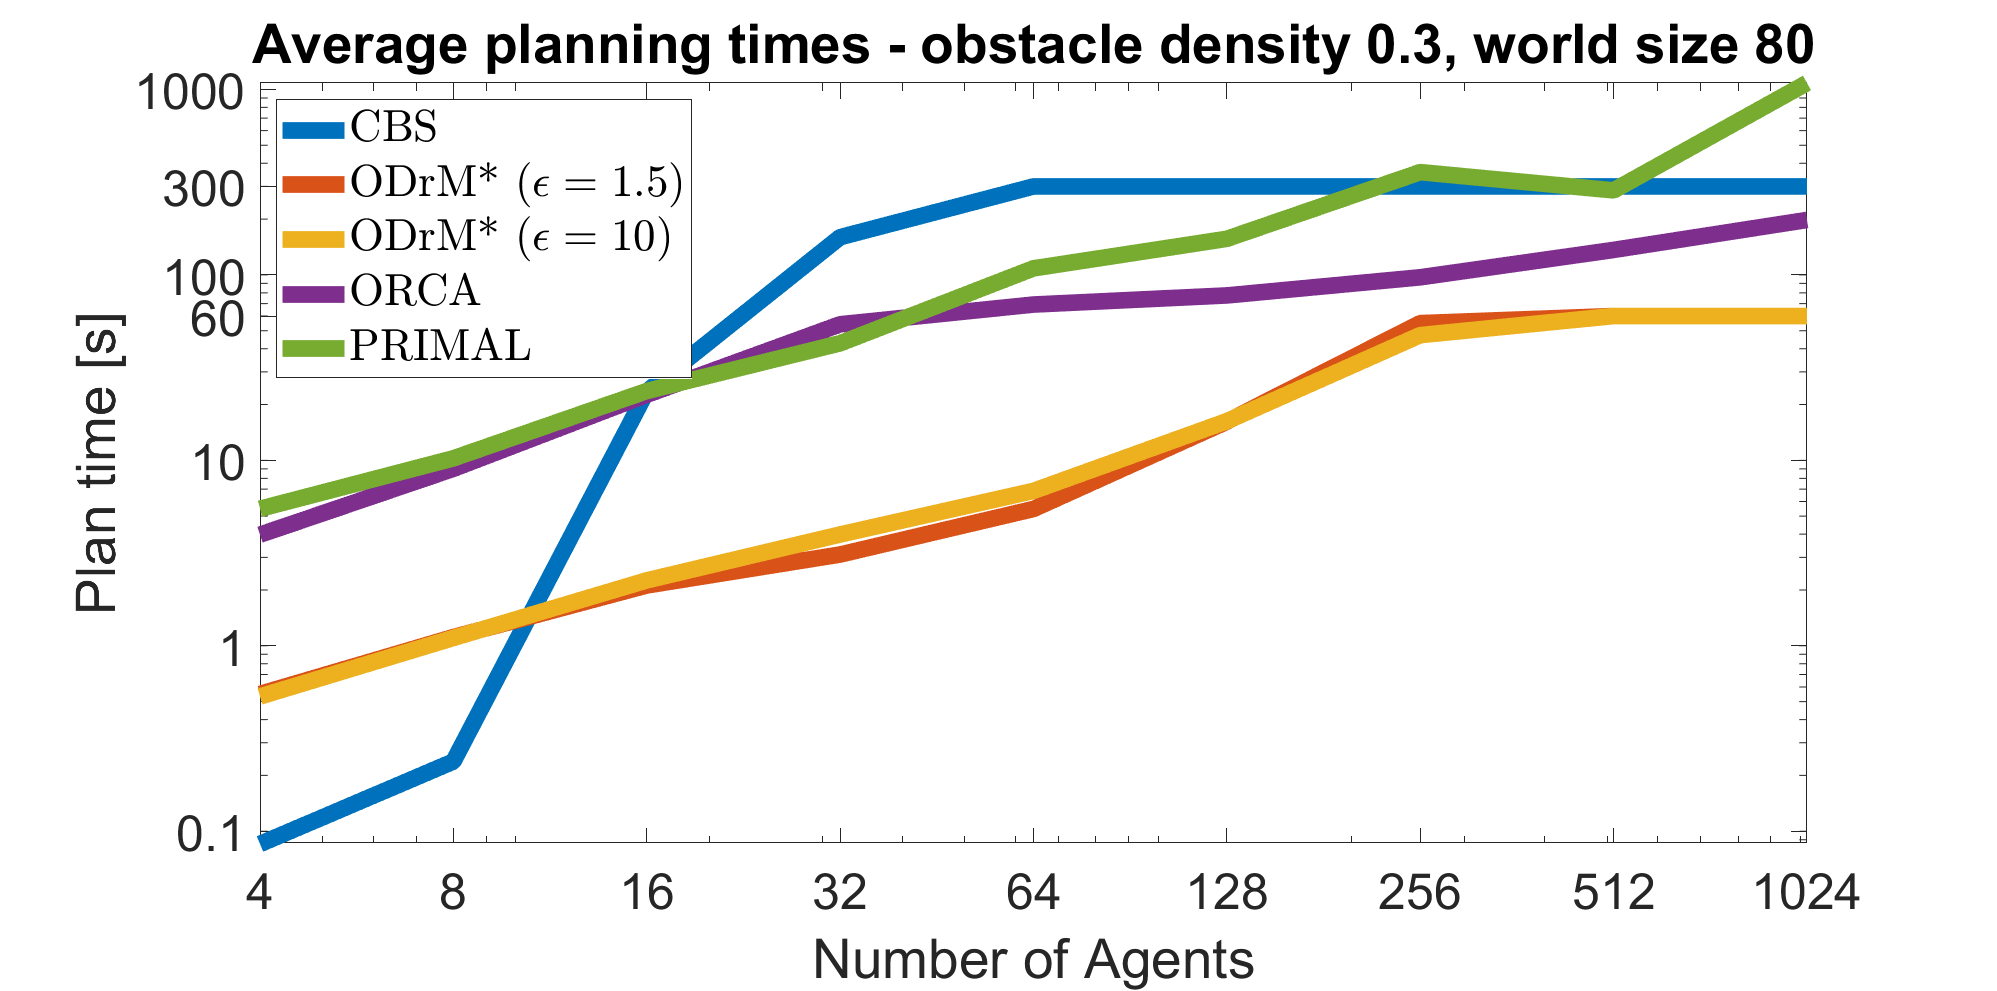 Average planning times - obstacle density 0.3, world size 80
1000
300
100
60
10
1
0.1
Plan time [s]
CBS
ODrM* (ϵ = 1.5)
ODrM* (ϵ = 10)
ORCA
PRIMAL
4 8 16 32 64 128 256 512 1024
Number of Agents